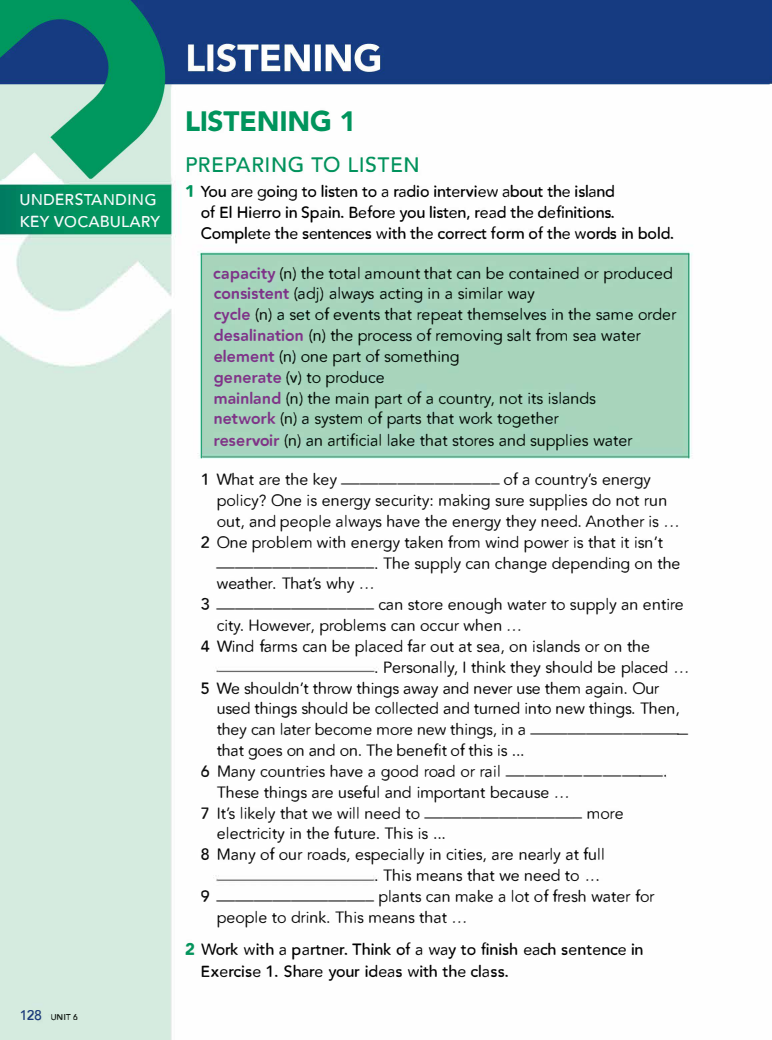 LISTENING
LISTENING 1
PREPARING TO LISTEN
UNDERSTANDING
KEY VOCABULARY
1 You are going to listen to a radio interview about the island
of El Hierro in Spain. Before you listen, read the definitions.
Complete the sentences with the correct form of the words in bold.
capacity (n) the total amount that can be contained or produced
consistent (adj) always acting in a similar way
cycle (n) a set of events that repeat themselves in the same order
desalination (n) the process of removing salt from sea water
element (n) one part of something
generate (v) to produce
mainland (n) the main part of a country, not its islands
network (n) a system of parts that work together
reservoir (n) an artificial lake that stores and supplies water
1 What are the key ____________________ of a country's energy
policy? One is energy security: making sure supplies do not run
out, and people always have the energy they need. Another is …
2 One problem with energy taken from wind power is that it isn't
____________________. The supply can change depending on the
weather. That's why …
3 ____________________ can store enough water to supply an entire
city. However, problems can occur when …
4 Wind farms can be placed far out at sea, on islands or on the
____________________. Personally, I think they should be placed …
5 We shouldn't throw things away and never use them again. Our
used things should be collected and turned into new things. Then,
they can later become more new things, in a ____________________
that goes on and on. The benefit of this is ...
6 Many countries have a good road or rail ____________________.
These things are useful and important because …
7 It's likely that we will need to ____________________ more
electricity in the future. This is ...
8 Many of our roads, especially in cities, are nearly at full
____________________. This means that we need to …
9 ____________________ plants can make a lot of fresh water for
people to drink. This means that …
2 Work with a partner. Think of a way to finish each sentence in
Exercise 1. Share your ideas with the class.
128 UNIT 6